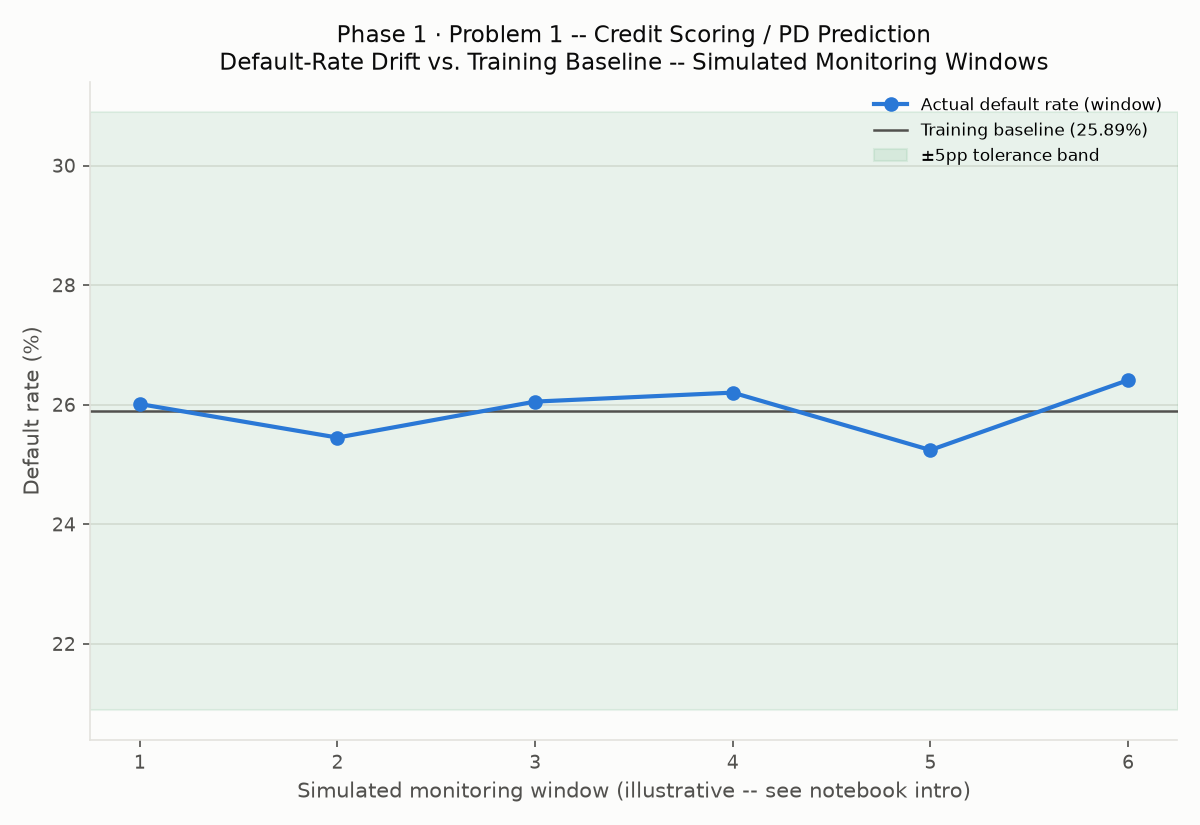 Phase 1 · Problem 1 -- Credit Scoring / PD Prediction
Default-Rate Drift vs. Training Baseline -- Simulated Monitoring Windows
Actual default rate (window)
Training baseline (25.89%)
±5pp tolerance band
Default rate (%)
30
28
26
24
22
1 2 3 4 5 6
Simulated monitoring window (illustrative -- see notebook intro)